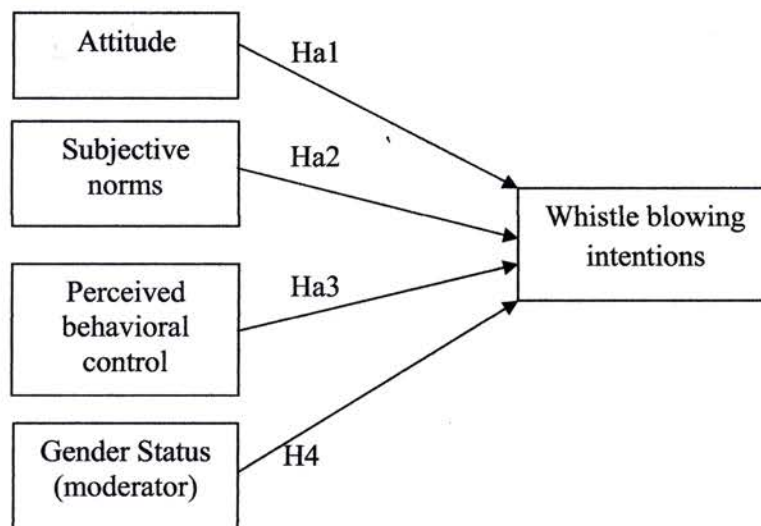 Attitude
Ha1
Subjective
norms
Ha2
Whistle blowing
intentions
Perceived
behavioral
control
Ha3
Gender Status
(moderator)
H4